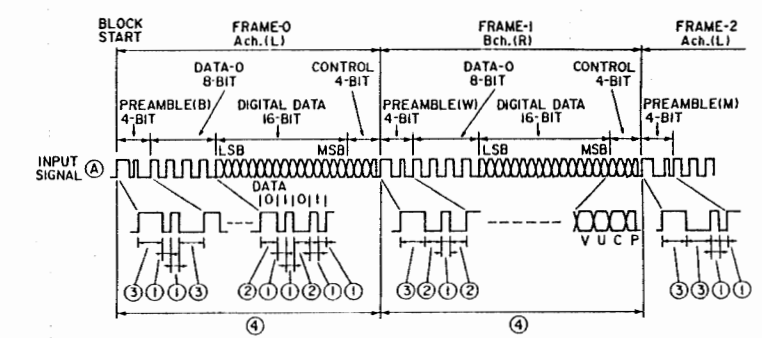 BLOCK START
FRAME-0 Ach.(L)
FRAME-1 Bch.(R)
FRAME-2 Ach.(L)
DATA-0 8-BIT
CONTROL 4-BIT
DATA-0 8-BIT
CONTROL 4-BIT
PREAMBLE(B) 4-BIT
DIGITAL DATA 16-BIT
PREAMBLE(W) 4-BIT
DIGITAL DATA 16-BIT
PREAMBLE(M) 4-BIT
LSB MSB LSB MSB
INPUT SIGNAL Ⓐ
DATA
0 1 0 1
V U C P
③ ① ① ③ ② ① ① ② ① ① ③ ② ① ② ③ ③ ① ①
④ ④